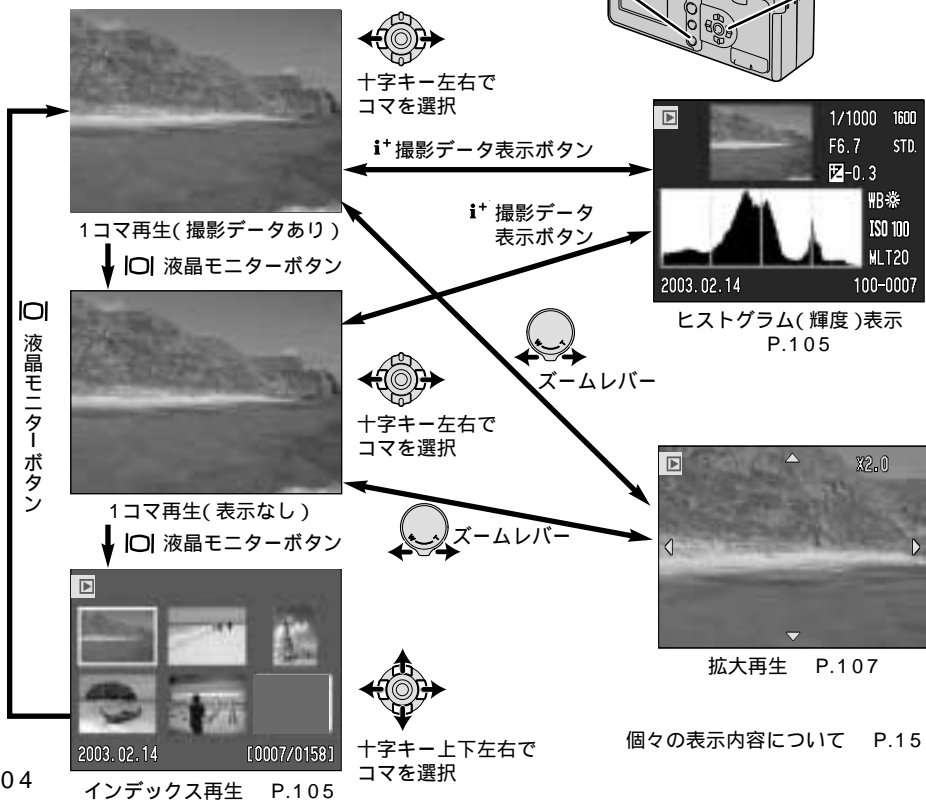 十字キー左右で
コマを選択
i+ 撮影データ表示ボタン
1/1000 1600
F6.7 STD.
-0.3
WB
ISO 100
MLT20
2003.02.14 100-0007
ヒストグラム(輝度)表示
P.105
1コマ再生(撮影データあり)
i+ 撮影データ
表示ボタン
液晶モニターボタン
液晶モニターボタン
W T
ズームレバー
十字キー左右で
コマを選択
X2.0
1コマ再生(表示なし)
液晶モニターボタン
W T
ズームレバー
拡大再生 P.107
2003.02.14 [0007/0158]
十字キー上下左右で
コマを選択
個々の表示内容について P.15
04
インデックス再生 P.105